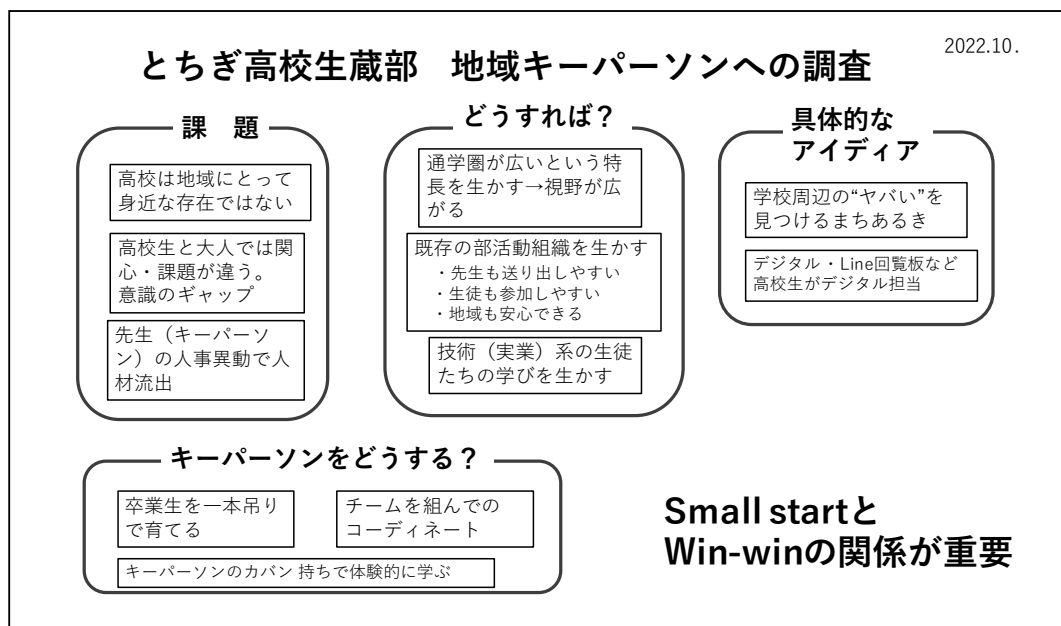 2022.10.
とちぎ高校生蔵部　地域キーパーソンへの調査
課　題
高校は地域にとって
身近な存在ではない
高校生と大人では関
心・課題が違う。
意識のギャップ
先生（キーパーソ
ン）の人事異動で人
材流出
どうすれば？
通学圏が広いという特
長を生かす→視野が広
がる
既存の部活動組織を生かす
・先生も送り出しやすい
・生徒も参加しやすい
・地域も安心できる
技術（実業）系の生徒
たちの学びを生かす
具体的な
アイディア
学校周辺の“ヤバい”を
見つけるまちあるき
デジタル・Line回覧板など
高校生がデジタル担当
キーパーソンをどうする？
卒業生を一本吊り
で育てる
チームを組んでの
コーディネート
キーパーソンのカバン 持ちで体験的に学ぶ
Small startと
Win-winの関係が重要